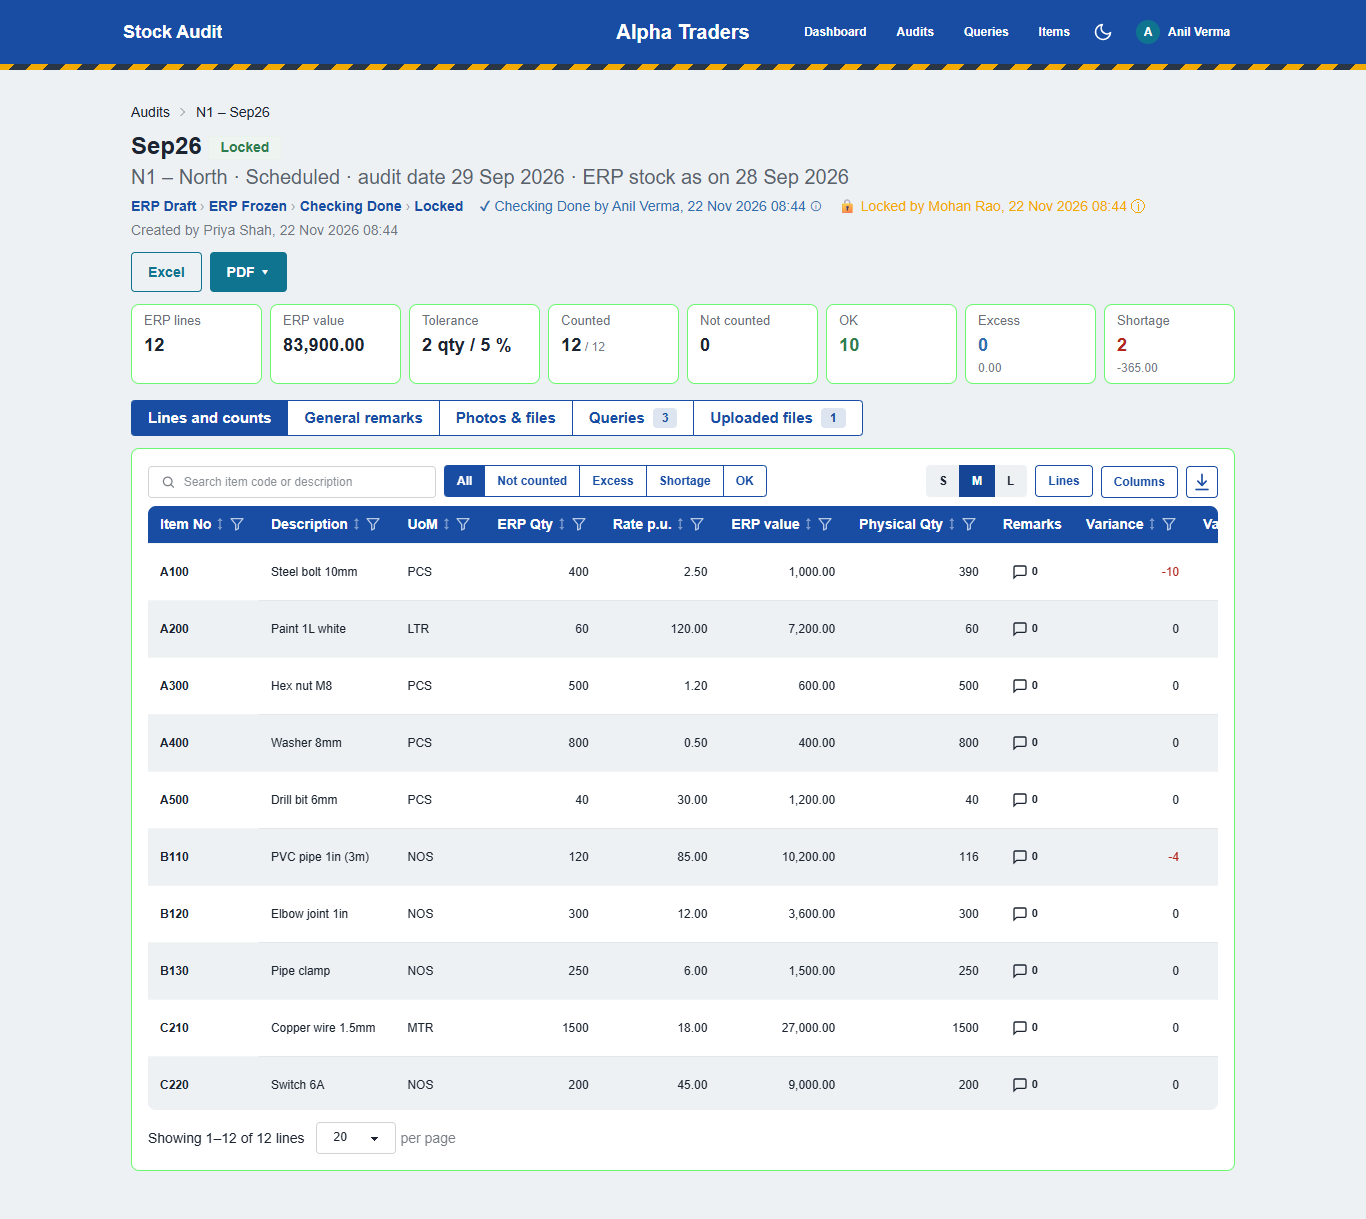 Stock Audit
Alpha Traders
Dashboard Audits Queries Items A Anil Verma
Audits > N1 – Sep26
Sep26 Locked
N1 – North · Scheduled · audit date 29 Sep 2026 · ERP stock as on 28 Sep 2026
ERP Draft › ERP Frozen › Checking Done › Locked ✓ Checking Done by Anil Verma, 22 Nov 2026 08:44 ⓘ 🔒 Locked by Mohan Rao, 22 Nov 2026 08:44 ⓘ
Created by Priya Shah, 22 Nov 2026 08:44
Excel PDF ▾
ERP lines ERP value Tolerance Counted Not counted OK Excess Shortage
12 83,900.00 2 qty / 5 % 12 / 12 0 10 0 2
0.00 -365.00
Lines and counts General remarks Photos & files Queries 3 Uploaded files 1
Search item code or description All Not counted Excess Shortage OK S M L Lines Columns
Item No Description UoM ERP Qty Rate p.u. ERP value Physical Qty Remarks Variance Va
A100 Steel bolt 10mm PCS 400 2.50 1,000.00 390 0 -10
A200 Paint 1L white LTR 60 120.00 7,200.00 60 0 0
A300 Hex nut M8 PCS 500 1.20 600.00 500 0 0
A400 Washer 8mm PCS 800 0.50 400.00 800 0 0
A500 Drill bit 6mm PCS 40 30.00 1,200.00 40 0 0
B110 PVC pipe 1in (3m) NOS 120 85.00 10,200.00 116 0 -4
B120 Elbow joint 1in NOS 300 12.00 3,600.00 300 0 0
B130 Pipe clamp NOS 250 6.00 1,500.00 250 0 0
C210 Copper wire 1.5mm MTR 1500 18.00 27,000.00 1500 0 0
C220 Switch 6A NOS 200 45.00 9,000.00 200 0 0
Showing 1–12 of 12 lines 20 per page